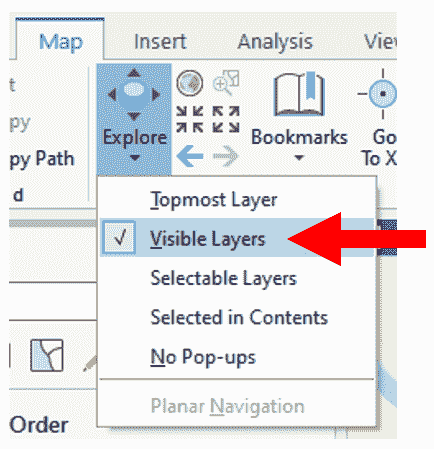 Map Insert Analysis Vie
t
py
py Path
d
Explore
Bookmarks
Go
To X
Topmost Layer
Visible Layers
Selectable Layers
Selected in Contents
No Pop-ups
Planar Navigation
Order